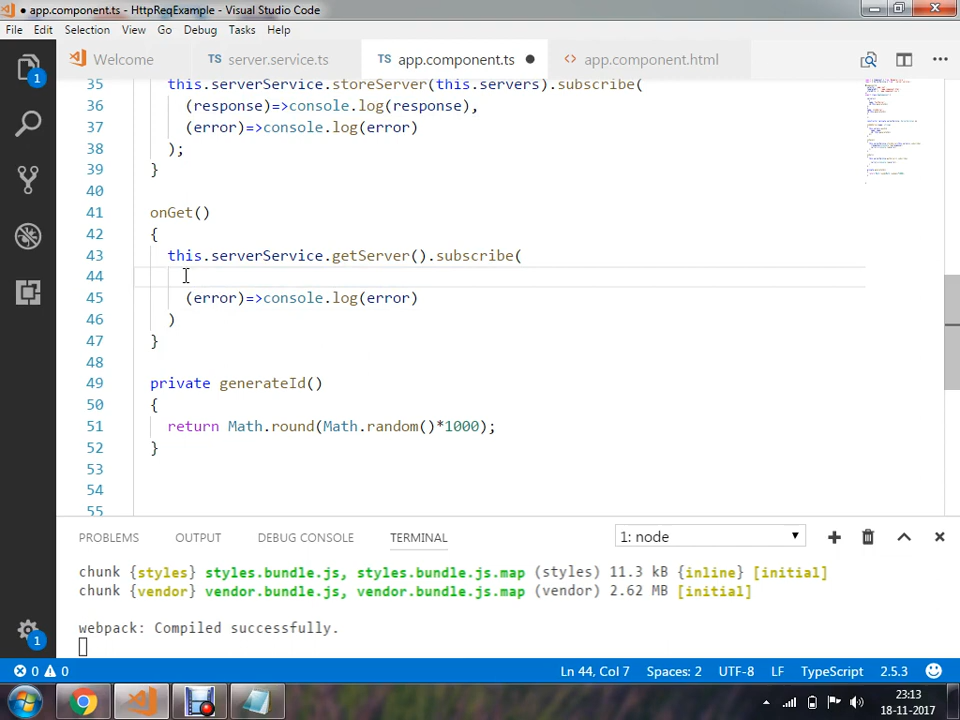 ● app.component.ts - HttpReqExample - Visual Studio Code
File Edit Selection View Go Debug Tasks Help
1
Welcome TS server.service.ts TS app.component.ts ● <> app.component.html
35 this.serverService.storeServer(this.servers).subscribe(
36 (response)=>console.log(response),
37 (error)=>console.log(error)
38 );
39 }
40
41 onGet()
42 {
43 this.serverService.getServer().subscribe(
44
45 (error)=>console.log(error)
46 )
47 }
48
49 private generateId()
50 {
51 return Math.round(Math.random()*1000);
52 }
53
54
55
PROBLEMS OUTPUT DEBUG CONSOLE TERMINAL 1: node
chunk {styles} styles.bundle.js, styles.bundle.js.map (styles) 11.3 kB {inline} [initial]
chunk {vendor} vendor.bundle.js, vendor.bundle.js.map (vendor) 2.62 MB [initial]
webpack: Compiled successfully.
1
0 0 Ln 44, Col 7 Spaces: 2 UTF-8 LF TypeScript 2.5.3
23:13
18-11-2017